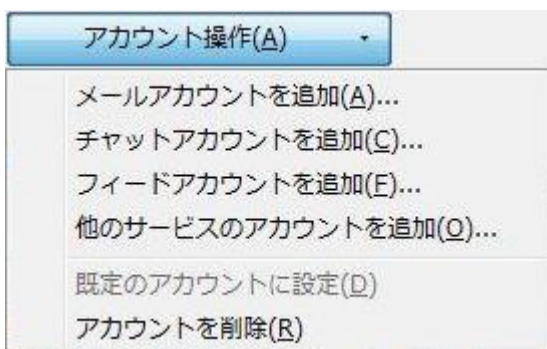 アカウント操作(A)
メールアカウントを追加(A)...
チャットアカウントを追加(C)...
フィードアカウントを追加(F)...
他のサービスのアカウントを追加(O)...
既定のアカウントに設定(D)
アカウントを削除(R)